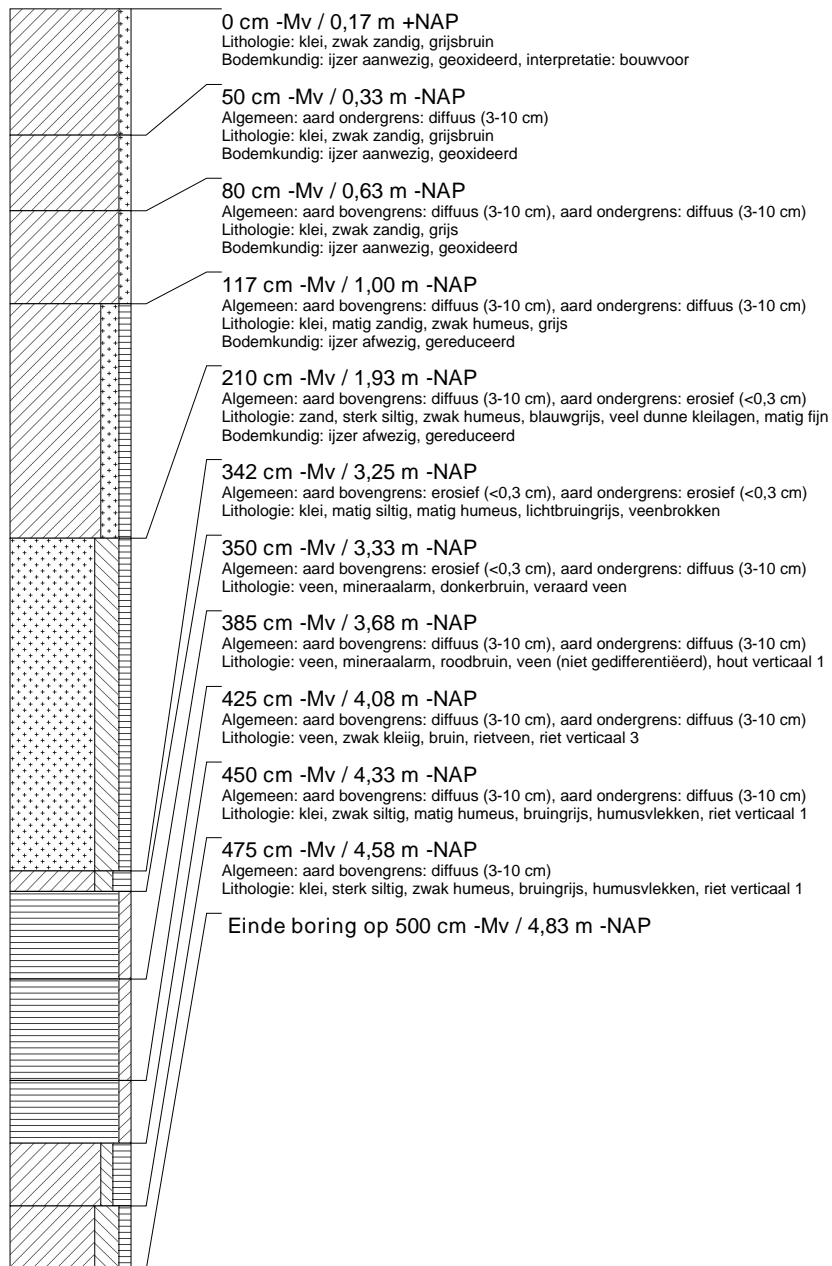 0 cm -Mv / 0,17 m +NAP
Lithologie: klei, zwak zandig, grijsbruin
Bodemkundig: ijzer aanwezig, geoxideerd, interpretatie: bouwvoor
50 cm -Mv / 0,33 m -NAP
Algemeen: aard ondergrens: diffuus (3-10 cm)
Lithologie: klei, zwak zandig, grijsbruin
Bodemkundig: ijzer aanwezig, geoxideerd
80 cm -Mv / 0,63 m -NAP
Algemeen: aard bovengrens: diffuus (3-10 cm), aard ondergrens: diffuus (3-10 cm)
Lithologie: klei, zwak zandig, grijs
Bodemkundig: ijzer aanwezig, geoxideerd
117 cm -Mv / 1,00 m -NAP
Algemeen: aard bovengrens: diffuus (3-10 cm), aard ondergrens: diffuus (3-10 cm)
Lithologie: klei, matig zandig, zwak humeus, grijs
Bodemkundig: ijzer afwezig, gereduceerd
210 cm -Mv / 1,93 m -NAP
Algemeen: aard bovengrens: diffuus (3-10 cm), aard ondergrens: erosief (<0,3 cm)
Lithologie: zand, sterk siltig, zwak humeus, blauwgrijs, veel dunne kleilagen, matig fijn
Bodemkundig: ijzer afwezig, gereduceerd
342 cm -Mv / 3,25 m -NAP
Algemeen: aard bovengrens: erosief (<0,3 cm), aard ondergrens: erosief (<0,3 cm)
Lithologie: klei, matig siltig, matig humeus, lichtbruingrijs, veenbrokken
350 cm -Mv / 3,33 m -NAP
Algemeen: aard bovengrens: erosief (<0,3 cm), aard ondergrens: diffuus (3-10 cm)
Lithologie: veen, mineraalarm, donkerbruin, veraard veen
385 cm -Mv / 3,68 m -NAP
Algemeen: aard bovengrens: diffuus (3-10 cm), aard ondergrens: diffuus (3-10 cm)
Lithologie: veen, mineraalarm, roodbruin, veen (niet gedifferentiëerd), hout verticaal 1
425 cm -Mv / 4,08 m -NAP
Algemeen: aard bovengrens: diffuus (3-10 cm), aard ondergrens: diffuus (3-10 cm)
Lithologie: veen, zwak kleiig, bruin, rietveen, riet verticaal 3
450 cm -Mv / 4,33 m -NAP
Algemeen: aard bovengrens: diffuus (3-10 cm), aard ondergrens: diffuus (3-10 cm)
Lithologie: klei, zwak siltig, matig humeus, bruingrijs, humusvlekken, riet verticaal 1
475 cm -Mv / 4,58 m -NAP
Algemeen: aard bovengrens: diffuus (3-10 cm)
Lithologie: klei, sterk siltig, zwak humeus, bruingrijs, humusvlekken, riet verticaal 1
Einde boring op 500 cm -Mv / 4,83 m -NAP